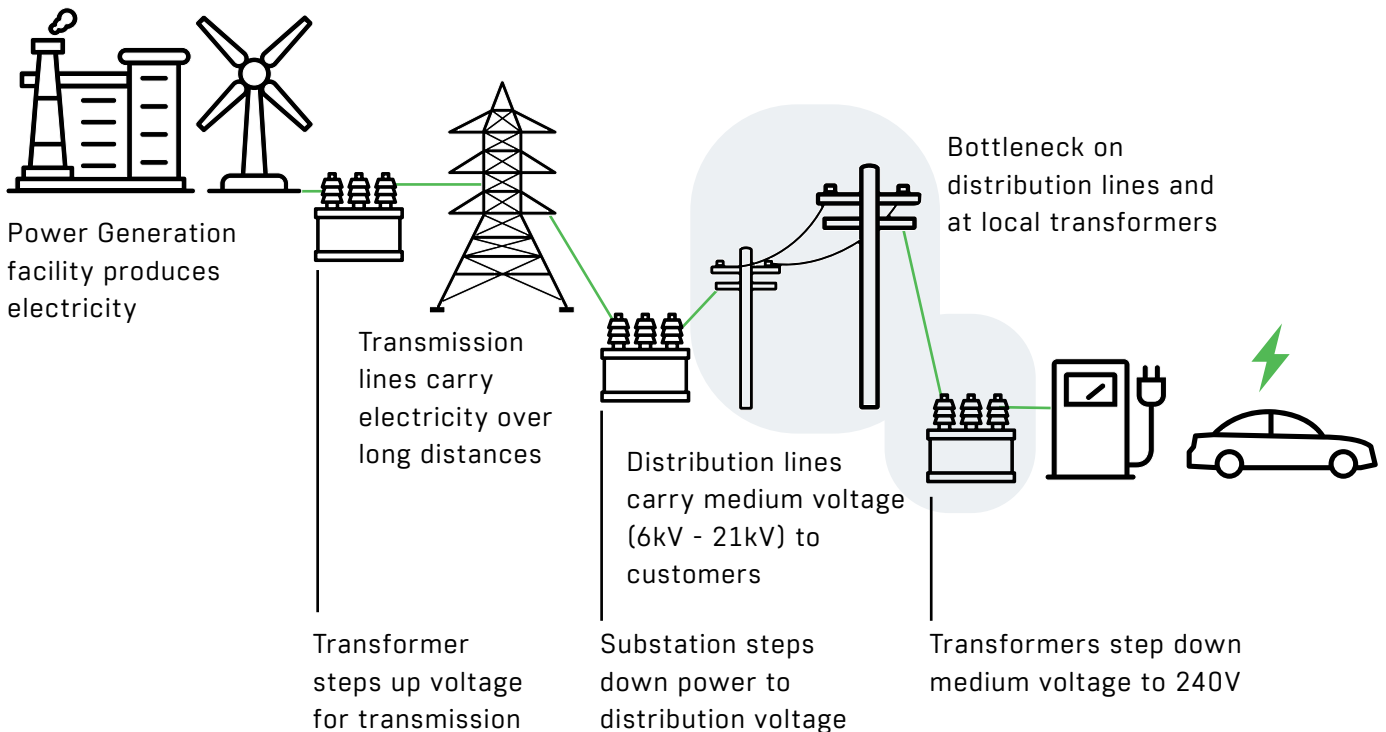 Power Generation
facility produces
electricity
Transmission
lines carry
electricity over
long distances
Bottleneck on
distribution lines and
at local transformers
Distribution lines
carry medium voltage
(6kV - 21kV) to
customers
Transformer
steps up voltage
for transmission
Substation steps
down power to
distribution voltage
Transformers step down
medium voltage to 240V